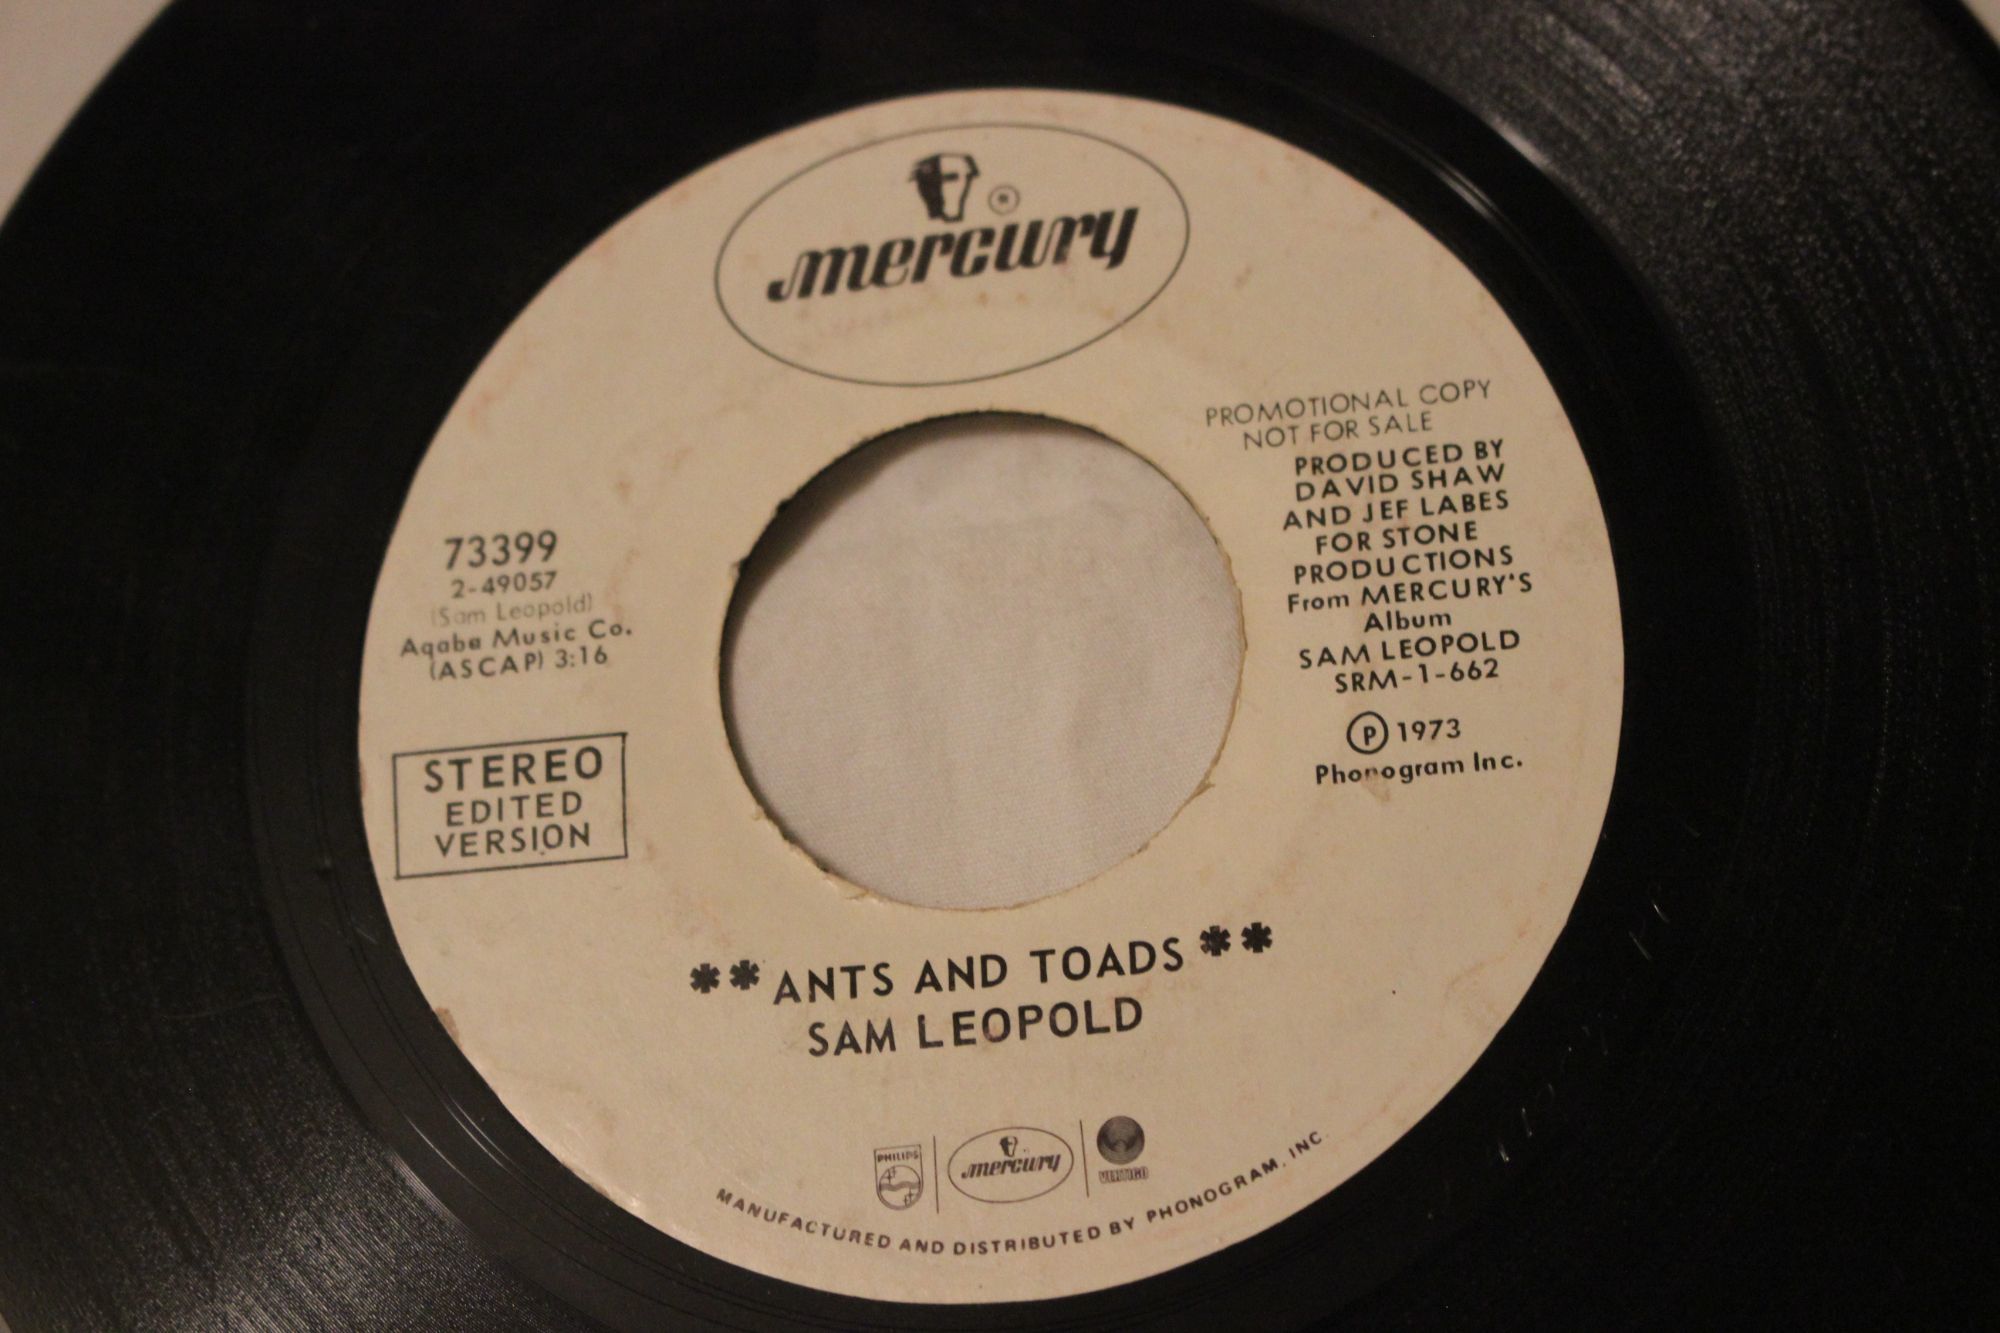 mercury
PROMOTIONAL COPY
NOT FOR SALE
PRODUCED BY
DAVID SHAW
AND JEF LABES
FOR STONE
PRODUCTIONS
From MERCURY'S
Album
SAM LEOPOLD
SRM-1-662
Ⓟ 1973
Phonogram Inc.
73399
2-49057
(Sam Leopold)
Aqaba Music Co.
(ASCAP) 3:16
STEREO
EDITED
VERSION
**ANTS AND TOADS**
SAM LEOPOLD
PHILIPS
mercury
VERTIGO
MANUFACTURED AND DISTRIBUTED BY PHONOGRAM, INC.